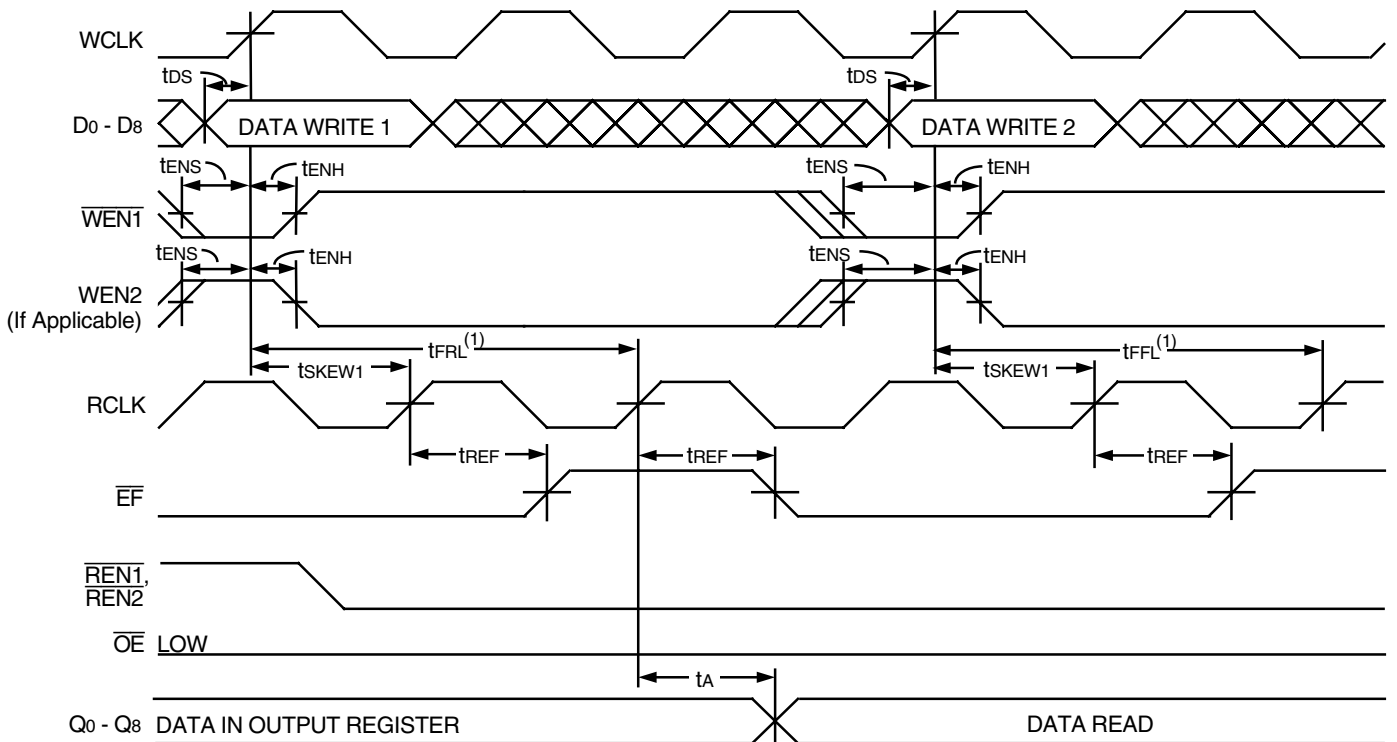 WCLK
tDS tDS
D0 - D8 DATA WRITE 1 DATA WRITE 2
tENS tENH tENS tENH
WEN1
tENS tENH tENS tENH
WEN2
(If Applicable)
tFRL(1) tFFL(1)
tSKEW1 tSKEW1
RCLK
tREF tREF tREF
EF
REN1,
REN2
OE LOW
tA
Q0 - Q8 DATA IN OUTPUT REGISTER DATA READ